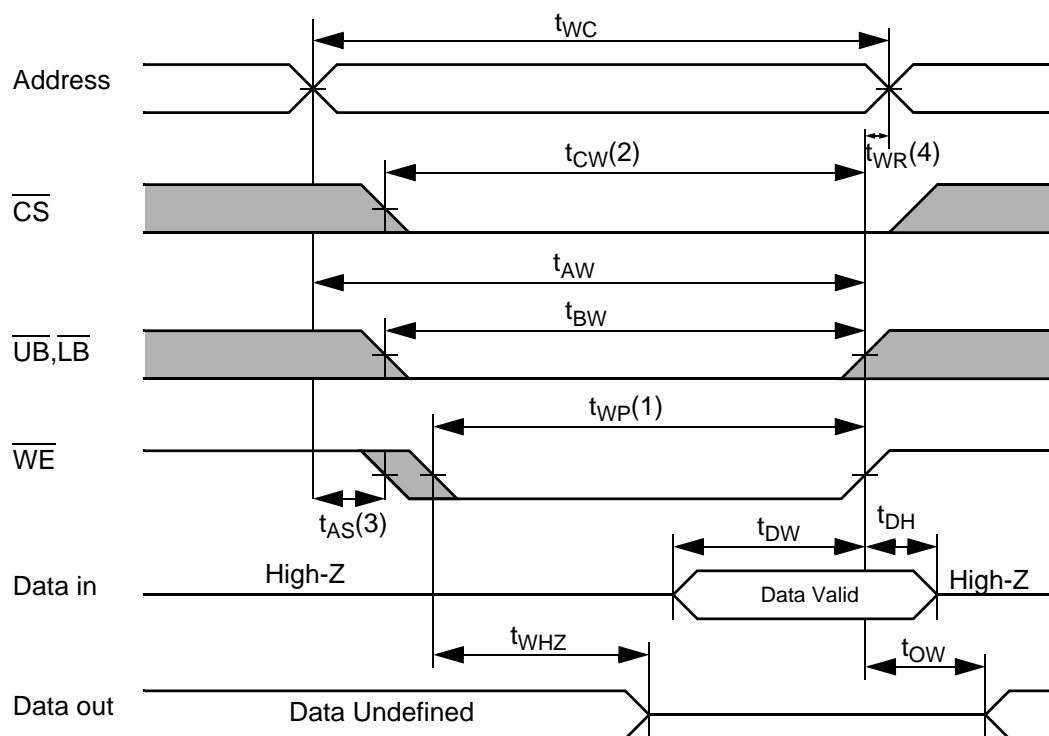 tWC
Address
tCW(2)
tWR(4)
CS
tAW
UB,LB
tBW
tWP(1)
WE
tAS(3)
tDW
tDH
Data in
High-Z
Data Valid
High-Z
tWHZ
tOW
Data out
Data Undefined